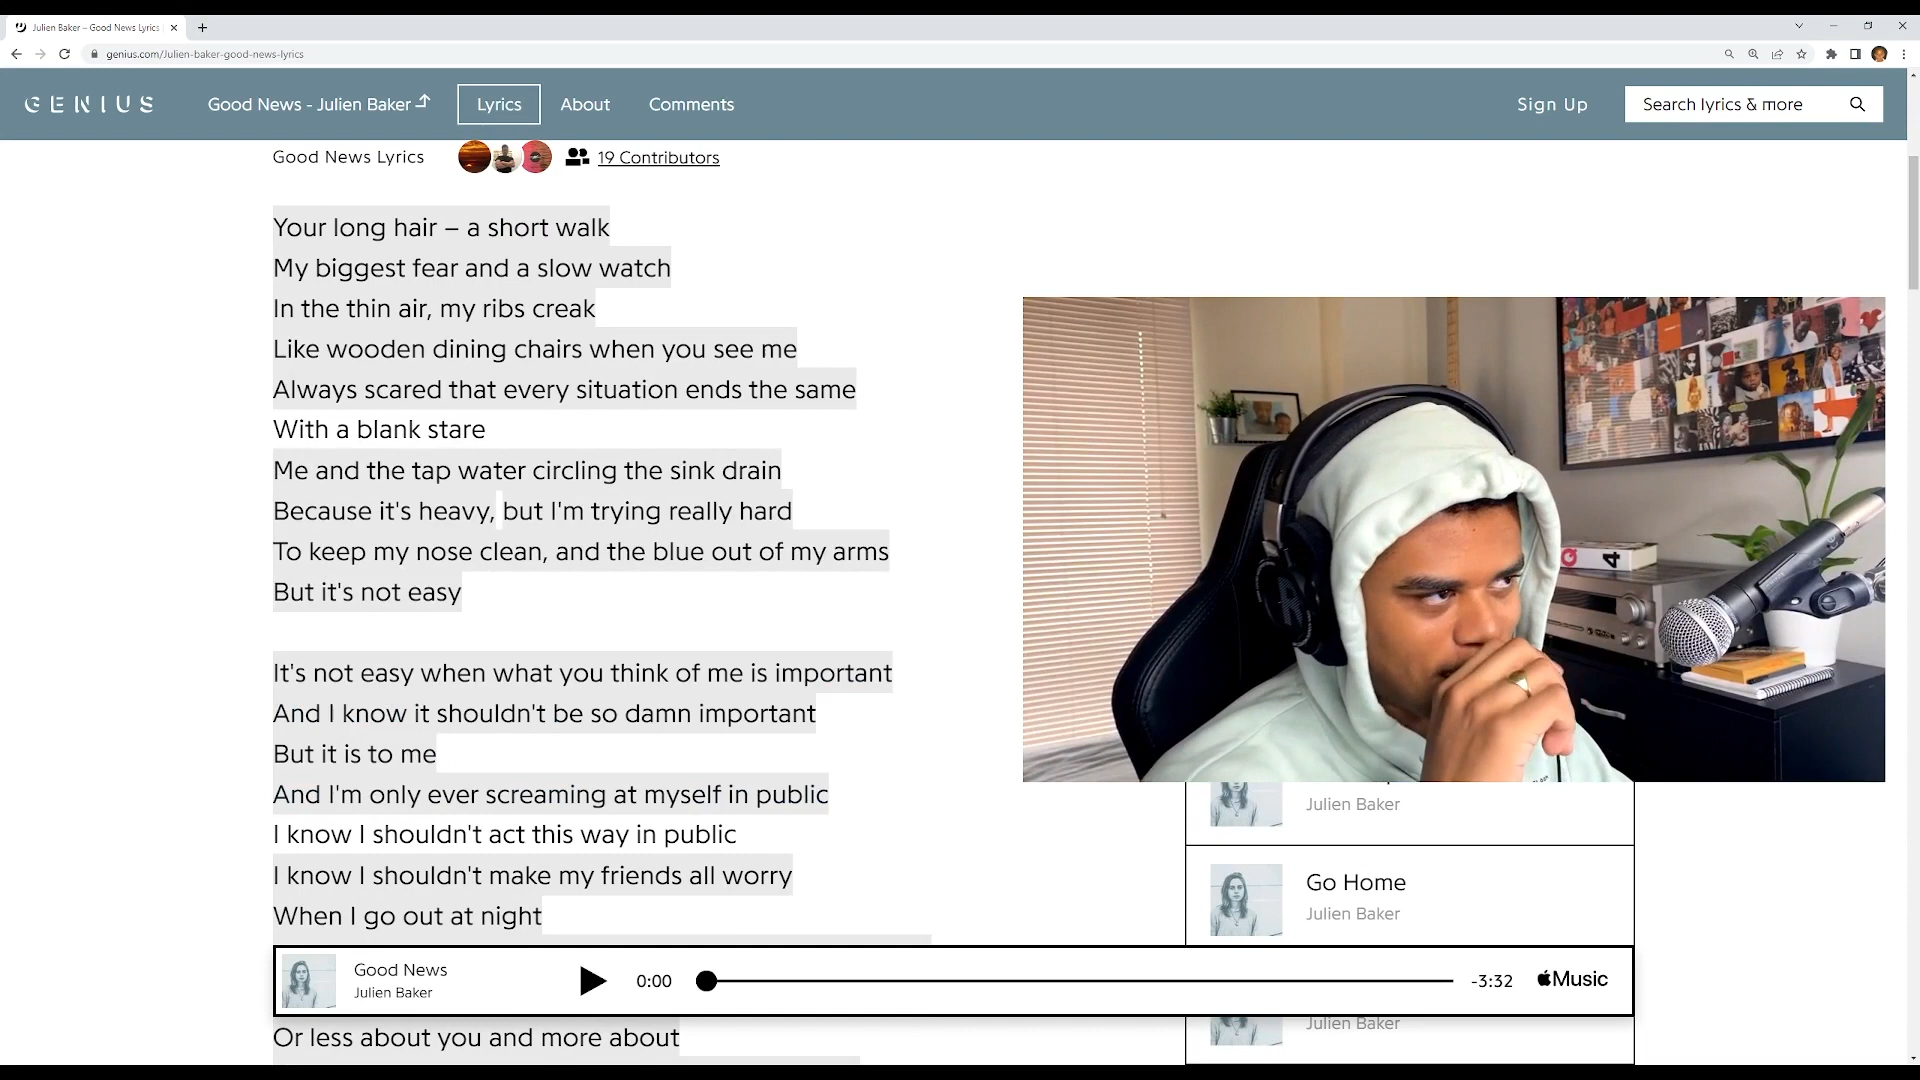 Julien Baker – Good News Lyrics
genius.com/Julien-baker-good-news-lyrics
GENIUS
Good News - Julien Baker
Lyrics
About
Comments
Sign Up
Search lyrics & more
Good News Lyrics
19 Contributors
Your long hair – a short walk
My biggest fear and a slow watch
In the thin air, my ribs creak
Like wooden dining chairs when you see me
Always scared that every situation ends the same
With a blank stare
Me and the tap water circling the sink drain
Because it's heavy, but I'm trying really hard
To keep my nose clean, and the blue out of my arms
But it's not easy
It's not easy when what you think of me is important
And I know it shouldn't be so damn important
But it is to me
And I'm only ever screaming at myself in public
I know I shouldn't act this way in public
I know I shouldn't make my friends all worry
When I go out at night
Or less about you and more about
Julien Baker
Go Home
Julien Baker
Julien Baker
Good News
Julien Baker
0:00
-3:32
Music
4